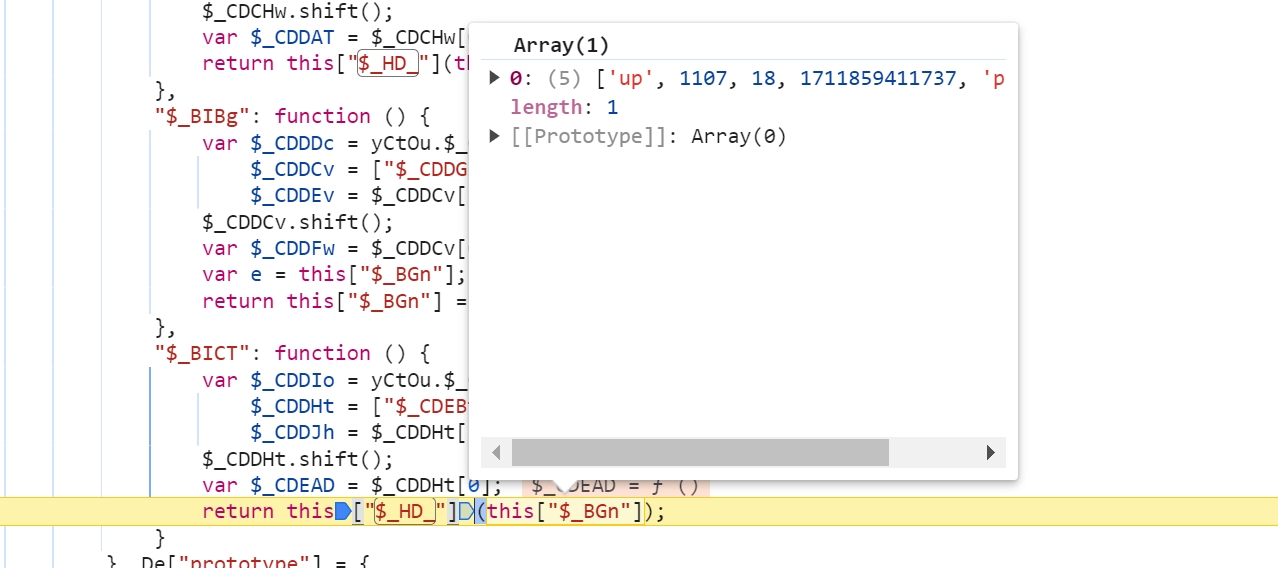 $_CDCHw.shift();
var $_CDDAT = $_CDCHw[
return this["$_HD_"](th
},
"$_BIBg": function () {
var $_CDDDc = yCtOu.$_
$_CDDCv = ["$_CDDG
$_CDDEv = $_CDDCv[
$_CDDCv.shift();
var $_CDDFw = $_CDDCv[
var e = this["$_BGn"];
return this["$_BGn"] =
},
"$_BICT": function () {
var $_CDDIo = yCtOu.$_
$_CDDHt = ["$_CDEB
$_CDDJh = $_CDDHt[
$_CDDHt.shift();
var $_CDEAD = $_CDDHt[0]; $_CDEAD = ƒ ()
return this["$_HD_"](this["$_BGn"]);
}
}, De["prototype"] = {
Array(1)
0: (5) ['up', 1107, 18, 1711859411737, 'p
length: 1
[[Prototype]]: Array(0)